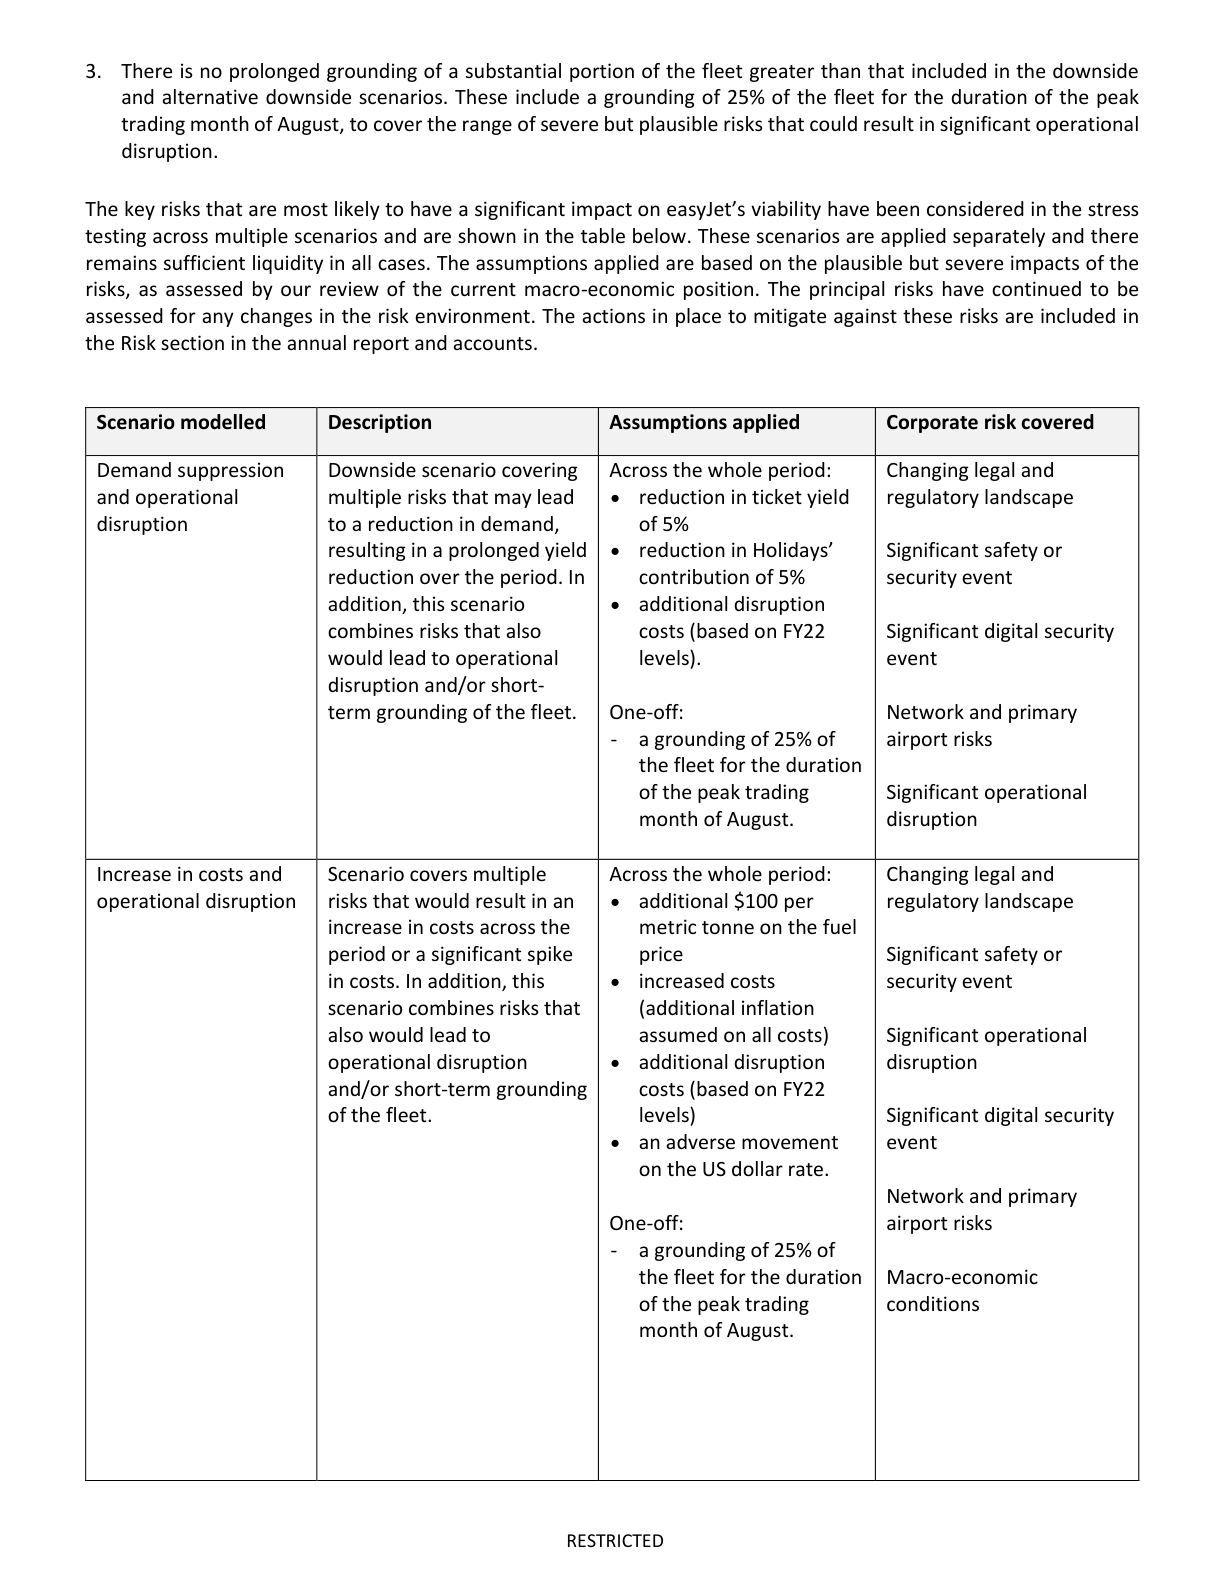 3. There is no prolonged grounding of a substantial portion of the fleet greater than that included in the downside
and alternative downside scenarios. These include a grounding of 25% of the fleet for the duration of the peak
trading month of August, to cover the range of severe but plausible risks that could result in significant operational
disruption.
The key risks that are most likely to have a significant impact on easyJet’s viability have been considered in the stress
testing across multiple scenarios and are shown in the table below. These scenarios are applied separately and there
remains sufficient liquidity in all cases. The assumptions applied are based on the plausible but severe impacts of the
risks, as assessed by our review of the current macro-economic position. The principal risks have continued to be
assessed for any changes in the risk environment. The actions in place to mitigate against these risks are included in
the Risk section in the annual report and accounts.
Scenario modelled
Description
Assumptions applied
Corporate risk covered
Demand suppression
and operational
disruption
Downside scenario covering
multiple risks that may lead
to a reduction in demand,
resulting in a prolonged yield
reduction over the period. In
addition, this scenario
combines risks that also
would lead to operational
disruption and/or short-
term grounding of the fleet.
Across the whole period:
• reduction in ticket yield
of 5%
• reduction in Holidays’
contribution of 5%
• additional disruption
costs (based on FY22
levels).
One-off:
- a grounding of 25% of
the fleet for the duration
of the peak trading
month of August.
Changing legal and
regulatory landscape
Significant safety or
security event
Significant digital security
event
Network and primary
airport risks
Significant operational
disruption
Increase in costs and
operational disruption
Scenario covers multiple
risks that would result in an
increase in costs across the
period or a significant spike
in costs. In addition, this
scenario combines risks that
also would lead to
operational disruption
and/or short-term grounding
of the fleet.
Across the whole period:
• additional $100 per
metric tonne on the fuel
price
• increased costs
(additional inflation
assumed on all costs)
• additional disruption
costs (based on FY22
levels)
• an adverse movement
on the US dollar rate.
One-off:
- a grounding of 25% of
the fleet for the duration
of the peak trading
month of August.
Changing legal and
regulatory landscape
Significant safety or
security event
Significant operational
disruption
Significant digital security
event
Network and primary
airport risks
Macro-economic
conditions
RESTRICTED